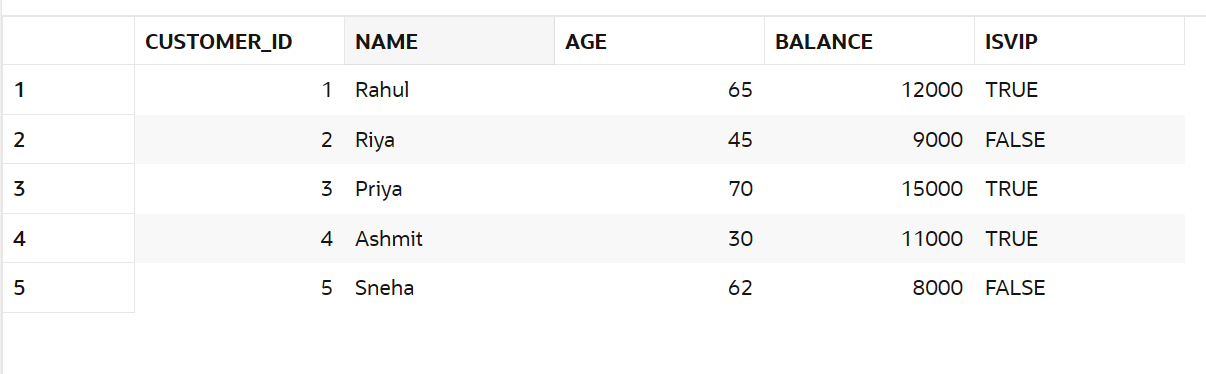 CUSTOMER_ID NAME AGE BALANCE ISVIP
1 1 Rahul 65 12000 TRUE
2 2 Riya 45 9000 FALSE
3 3 Priya 70 15000 TRUE
4 4 Ashmit 30 11000 TRUE
5 5 Sneha 62 8000 FALSE